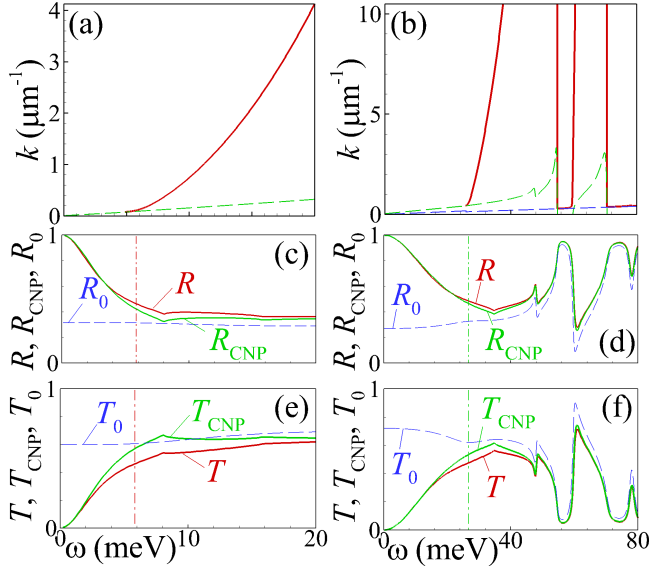 (a)
k (μm⁻¹)
4
3
2
1
0
(b)
k (μm⁻¹)
10
5
0
(c)
R, R_CNP, R_0
1
0
R_0
R
R_CNP
(d)
R, R_CNP, R_0
1
0
R_0
R
R_CNP
(e)
T, T_CNP, T_0
1
0
T_0
T_CNP
T
0 ω (meV) 10 20
(f)
T, T_CNP, T_0
1
0
T_0
T_CNP
T
0 ω (meV) 40 80